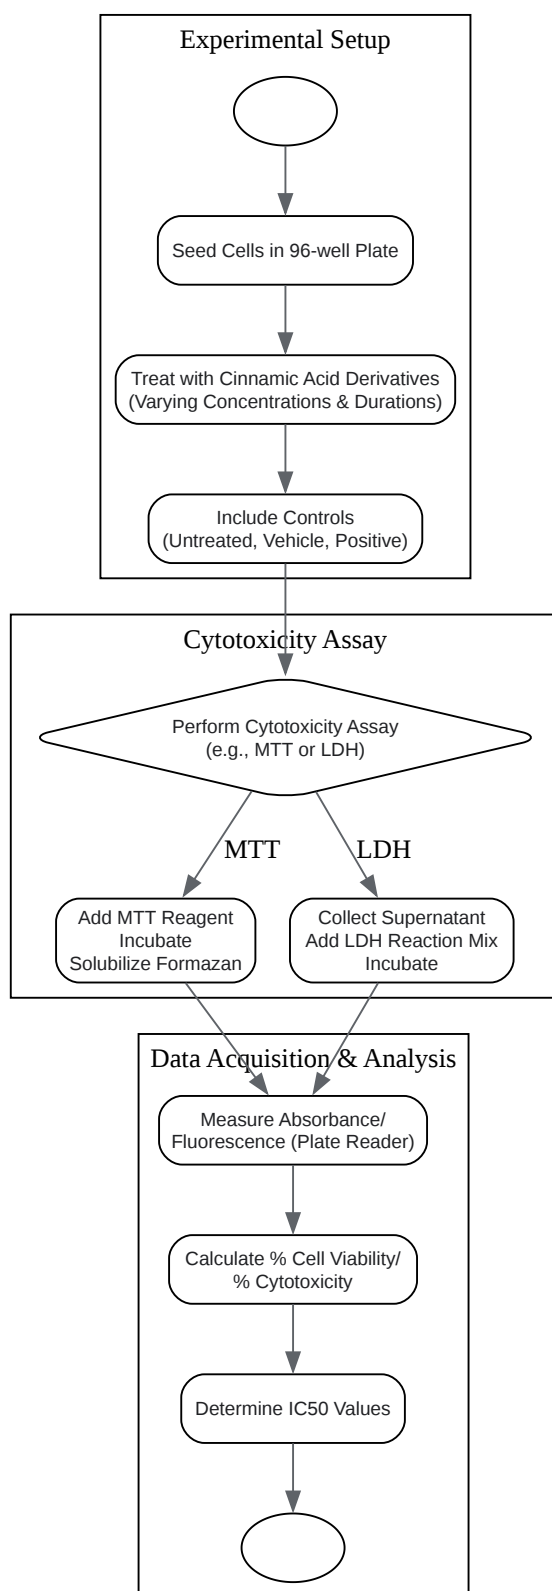 Experimental Setup
Seed Cells in 96-well Plate
Treat with Cinnamic Acid Derivatives
(Varying Concentrations & Durations)
Include Controls
(Untreated, Vehicle, Positive)
Cytotoxicity Assay
Perform Cytotoxicity Assay
(e.g., MTT or LDH)
MTT
LDH
Add MTT Reagent
Incubate
Solubilize Formazan
Collect Supernatant
Add LDH Reaction Mix
Incubate
Data Acquisition & Analysis
Measure Absorbance/
Fluorescence (Plate Reader)
Calculate % Cell Viability/
% Cytotoxicity
Determine IC50 Values